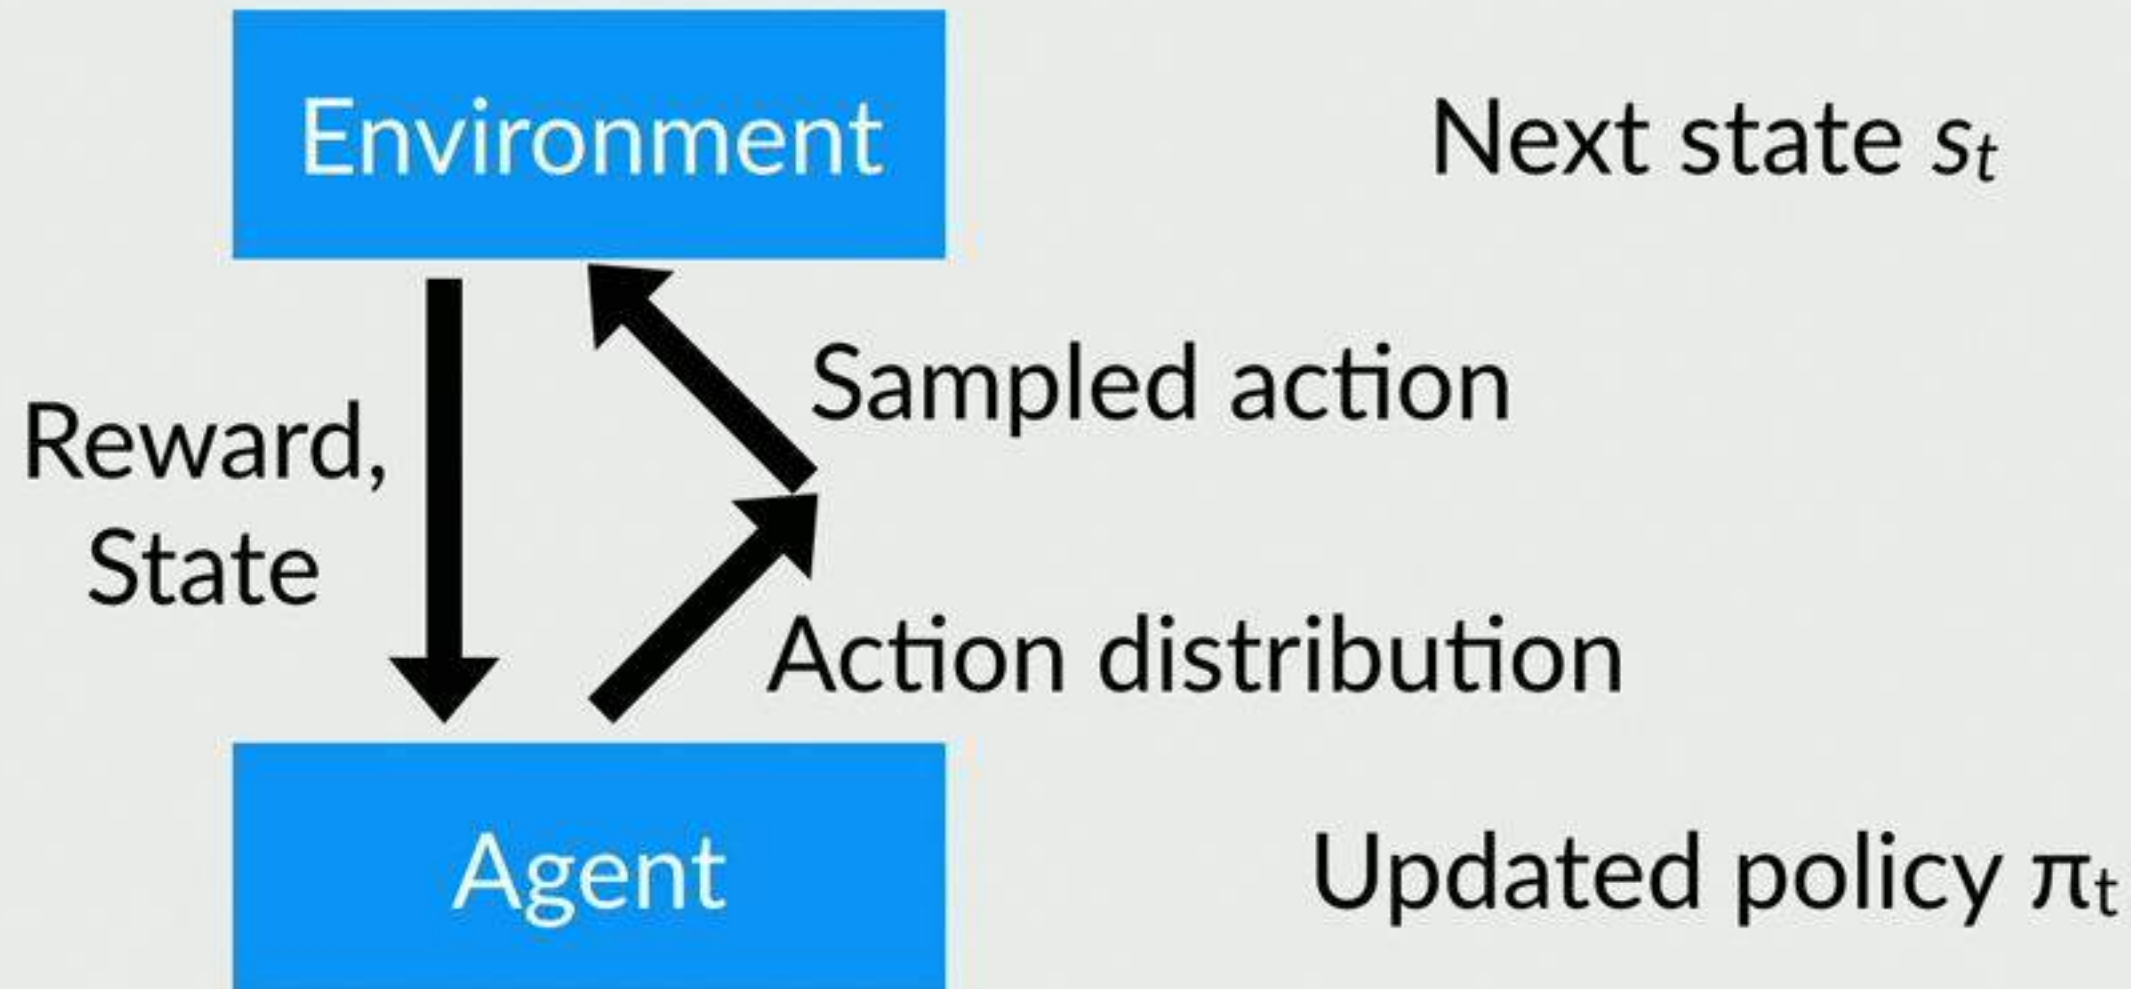 Environment
Next state sₜ
Sampled action
Reward,
State
Action distribution
Agent
Updated policy πₜ